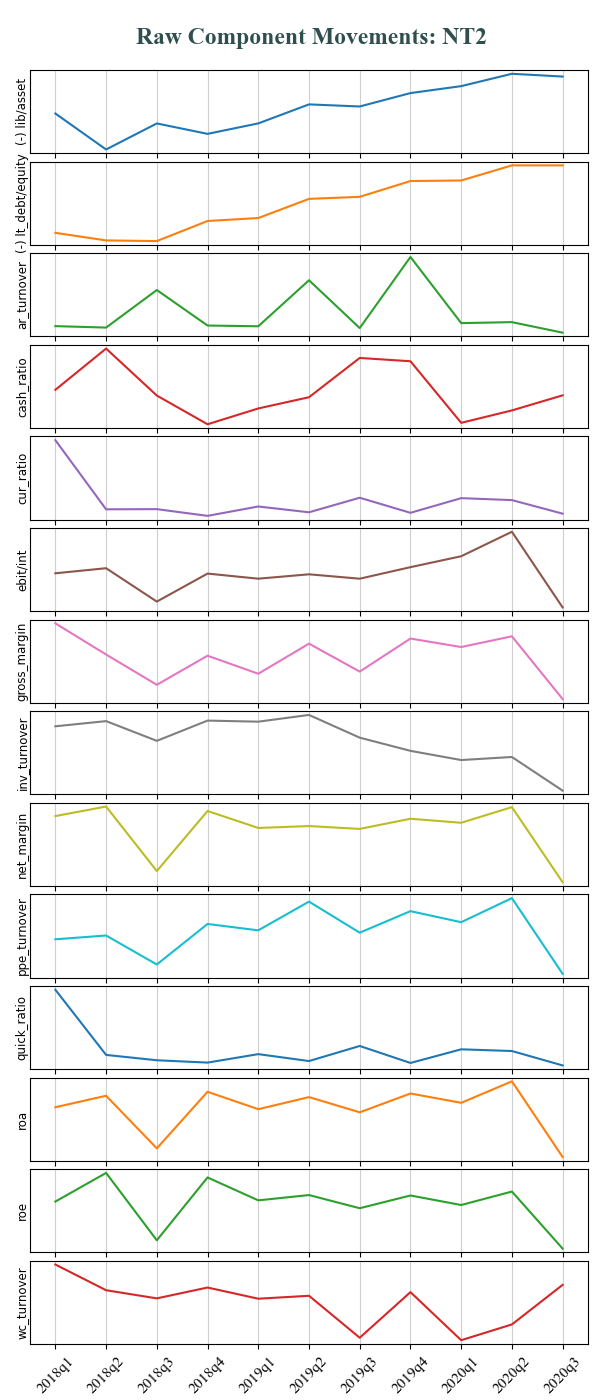 Raw Component Movements: NT2
(-) lib/asset
(-) lt_debt/equity
ar_turnover
cash_ratio
cur_ratio
ebit/int
gross_margin
inv_turnover
net_margin
ppe_turnover
quick_ratio
roa
roe
wc_turnover
2018q1 2018q2 2018q3 2018q4 2019q1 2019q2 2019q3 2019q4 2020q1 2020q2 2020q3